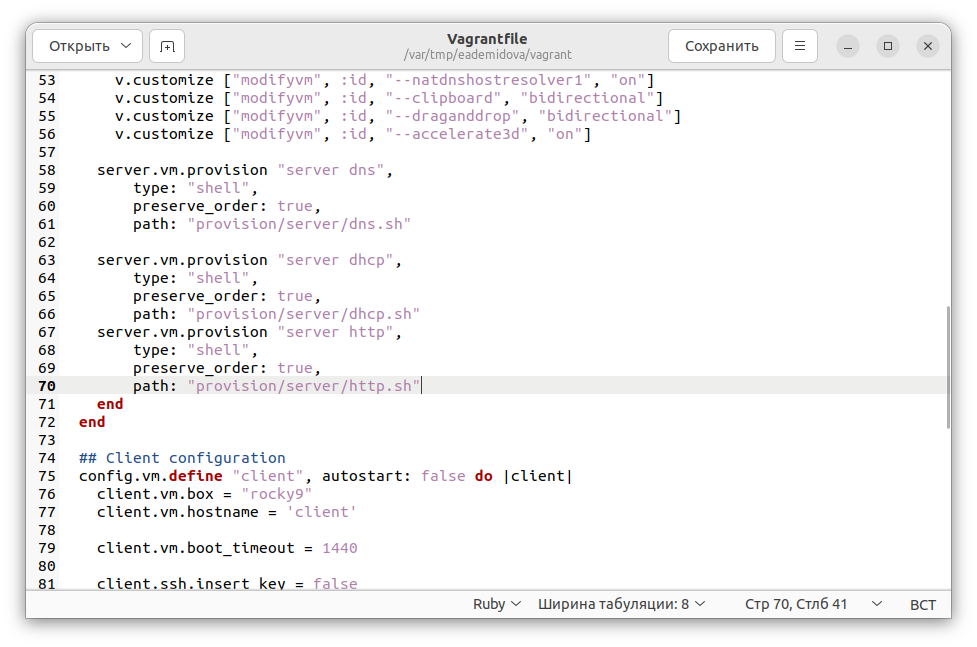 Открыть
Vagrantfile
/var/tmp/eademidova/vagrant
Сохранить
53 v.customize ["modifyvm", :id, "--natdnshostresolver1", "on"]
54 v.customize ["modifyvm", :id, "--clipboard", "bidirectional"]
55 v.customize ["modifyvm", :id, "--draganddrop", "bidirectional"]
56 v.customize ["modifyvm", :id, "--accelerate3d", "on"]
57
58 server.vm.provision "server dns",
59 type: "shell",
60 preserve_order: true,
61 path: "provision/server/dns.sh"
62
63 server.vm.provision "server dhcp",
64 type: "shell",
65 preserve_order: true,
66 path: "provision/server/dhcp.sh"
67 server.vm.provision "server http",
68 type: "shell",
69 preserve_order: true,
70 path: "provision/server/http.sh"
71 end
72 end
73
74 ## Client configuration
75 config.vm.define "client", autostart: false do |client|
76 client.vm.box = "rocky9"
77 client.vm.hostname = 'client'
78
79 client.vm.boot_timeout = 1440
80
81 client.ssh.insert_key = false
Ruby Ширина табуляции: 8 Стр 70, Стлб 41 ВСТ